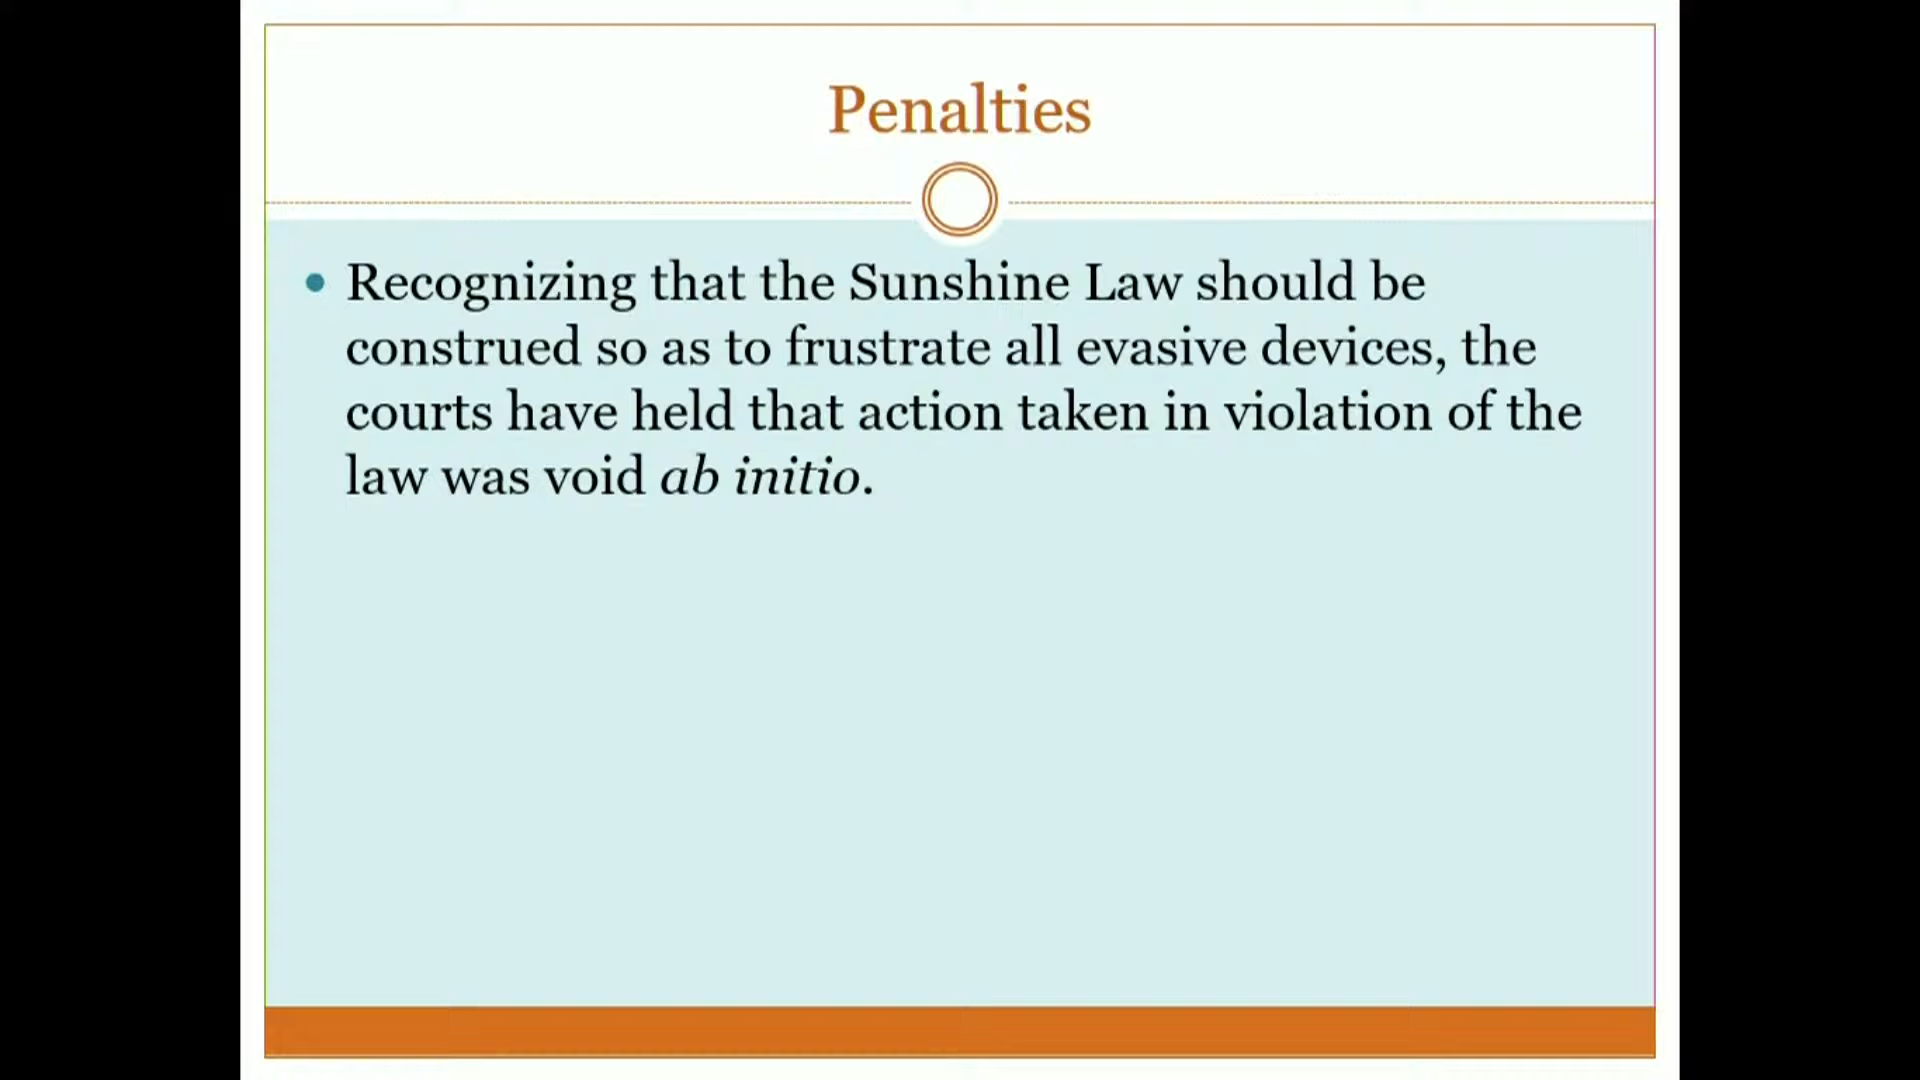 Penalties
• Recognizing that the Sunshine Law should be
construed so as to frustrate all evasive devices, the
courts have held that action taken in violation of the
law was void ab initio.